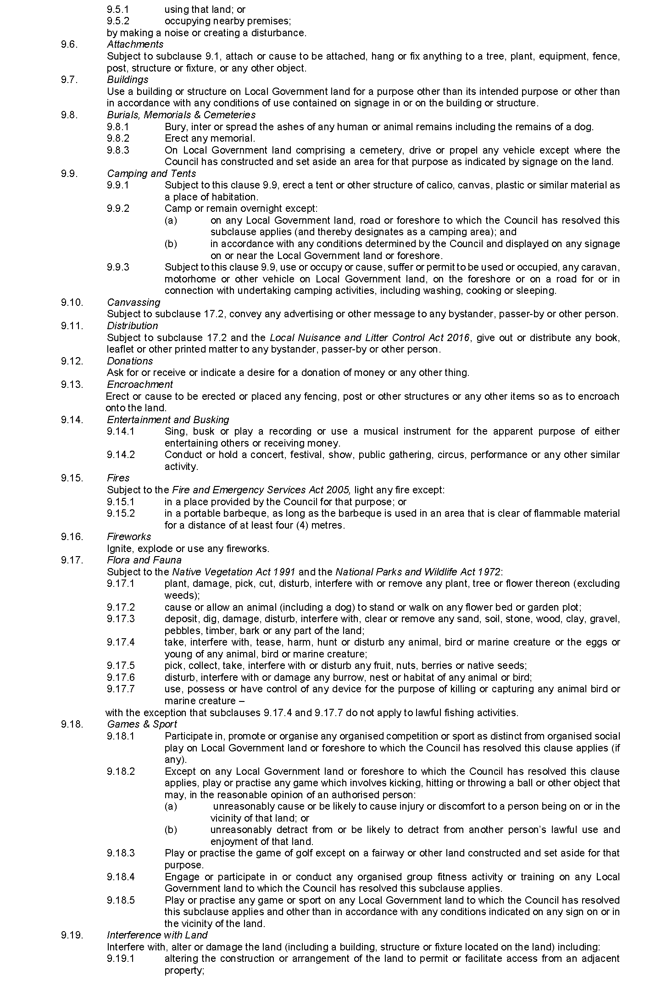 9.5.1 using that land; or
9.5.2 occupying nearby premises;
by making a noise or creating a disturbance.
9.6. Attachments
Subject to subclause 9.1, attach or cause to be attached, hang or fix anything to a tree, plant, equipment, fence,
post, structure or fixture, or any other object.
9.7. Buildings
Use a building or structure on Local Government land for a purpose other than its intended purpose or other than
in accordance with any conditions of use contained on signage in or on the building or structure.
9.8. Burials, Memorials & Cemeteries
9.8.1 Bury, inter or spread the ashes of any human or animal remains including the remains of a dog.
9.8.2 Erect any memorial.
9.8.3 On Local Government land comprising a cemetery, drive or propel any vehicle except where the
Council has constructed and set aside an area for that purpose as indicated by signage on the land.
9.9. Camping and Tents
9.9.1 Subject to this clause 9.9, erect a tent or other structure of calico, canvas, plastic or similar material as
a place of habitation.
9.9.2 Camp or remain overnight except:
(a) on any Local Government land, road or foreshore to which the Council has resolved this
subclause applies (and thereby designates as a camping area); and
(b) in accordance with any conditions determined by the Council and displayed on any signage
on or near the Local Government land or foreshore.
9.9.3 Subject to this clause 9.9, use or occupy or cause, suffer or permit to be used or occupied, any caravan,
motorhome or other vehicle on Local Government land, on the foreshore or on a road for or in
connection with undertaking camping activities, including washing, cooking or sleeping.
9.10. Canvassing
Subject to subclause 17.2, convey any advertising or other message to any bystander, passer-by or other person.
9.11. Distribution
Subject to subclause 17.2 and the Local Nuisance and Litter Control Act 2016, give out or distribute any book,
leaflet or other printed matter to any bystander, passer-by or other person.
9.12. Donations
Ask for or receive or indicate a desire for a donation of money or any other thing.
9.13. Encroachment
Erect or cause to be erected or placed any fencing, post or other structures or any other items so as to encroach
onto the land.
9.14. Entertainment and Busking
9.14.1 Sing, busk or play a recording or use a musical instrument for the apparent purpose of either
entertaining others or receiving money.
9.14.2 Conduct or hold a concert, festival, show, public gathering, circus, performance or any other similar
activity.
9.15. Fires
Subject to the Fire and Emergency Services Act 2005, light any fire except:
9.15.1 in a place provided by the Council for that purpose; or
9.15.2 in a portable barbeque, as long as the barbeque is used in an area that is clear of flammable material
for a distance of at least four (4) metres.
9.16. Fireworks
Ignite, explode or use any fireworks.
9.17. Flora and Fauna
Subject to the Native Vegetation Act 1991 and the National Parks and Wildlife Act 1972:
9.17.1 plant, damage, pick, cut, disturb, interfere with or remove any plant, tree or flower thereon (excluding
weeds);
9.17.2 cause or allow an animal (including a dog) to stand or walk on any flower bed or garden plot;
9.17.3 deposit, dig, damage, disturb, interfere with, clear or remove any sand, soil, stone, wood, clay, gravel,
pebbles, timber, bark or any part of the land;
9.17.4 take, interfere with, tease, harm, hunt or disturb any animal, bird or marine creature or the eggs or
young of any animal, bird or marine creature;
9.17.5 pick, collect, take, interfere with or disturb any fruit, nuts, berries or native seeds;
9.17.6 disturb, interfere with or damage any burrow, nest or habitat of any animal or bird;
9.17.7 use, possess or have control of any device for the purpose of killing or capturing any animal bird or
marine creature –
with the exception that subclauses 9.17.4 and 9.17.7 do not apply to lawful fishing activities.
9.18. Games & Sport
9.18.1 Participate in, promote or organise any organised competition or sport as distinct from organised social
play on Local Government land or foreshore to which the Council has resolved this clause applies (if
any).
9.18.2 Except on any Local Government land or foreshore to which the Council has resolved this clause
applies, play or practise any game which involves kicking, hitting or throwing a ball or other object that
may, in the reasonable opinion of an authorised person:
(a) unreasonably cause or be likely to cause injury or discomfort to a person being on or in the
vicinity of that land; or
(b) unreasonably detract from or be likely to detract from another person’s lawful use and
enjoyment of that land.
9.18.3 Play or practise the game of golf except on a fairway or other land constructed and set aside for that
purpose.
9.18.4 Engage or participate in or conduct any organised group fitness activity or training on any Local
Government land to which the Council has resolved this subclause applies.
9.18.5 Play or practise any game or sport on any Local Government land to which the Council has resolved
this subclause applies and other than in accordance with any conditions indicated on any sign on or in
the vicinity of the land.
9.19. Interference with Land
Interfere with, alter or damage the land (including a building, structure or fixture located on the land) including:
9.19.1 altering the construction or arrangement of the land to permit or facilitate access from an adjacent
property;